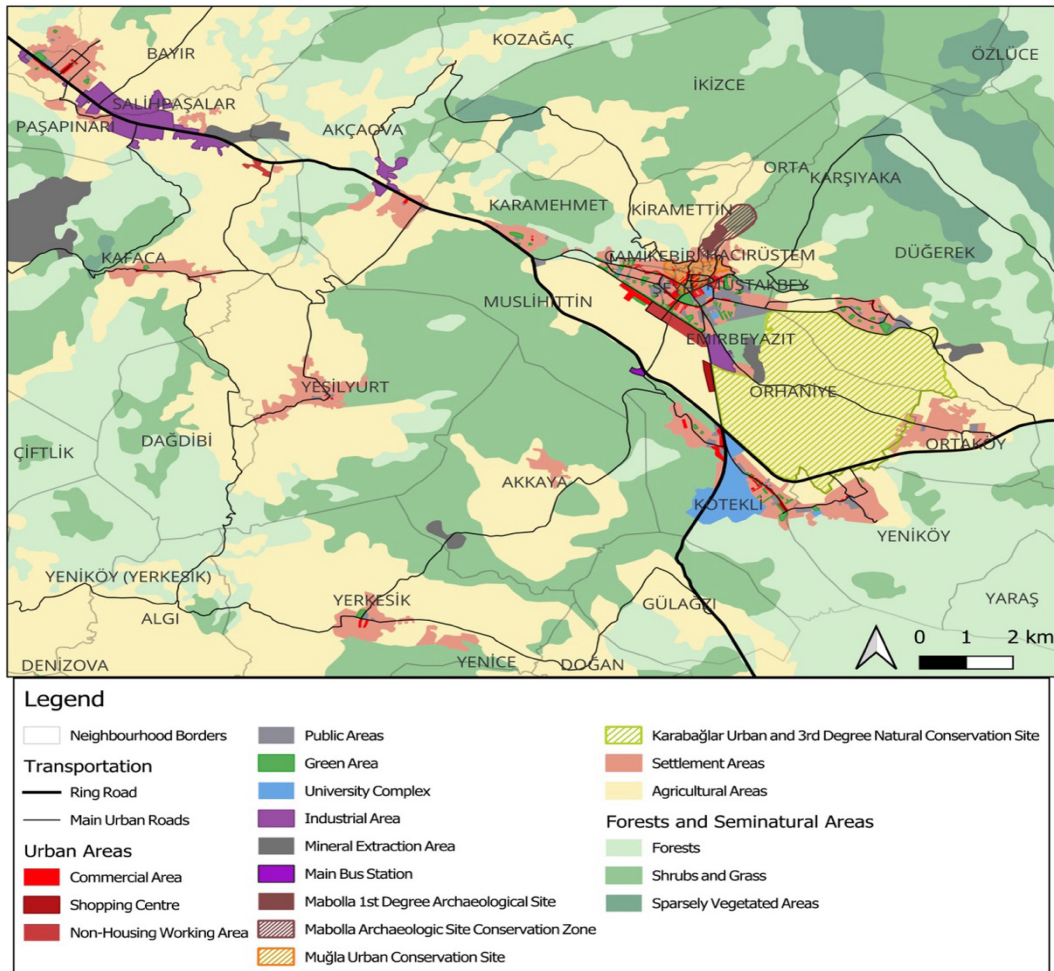 KOZAĞAÇ
BAYIR
ÖZLÜCE
İKİZCE
SALİHPAŞALAR
PAŞAPINARI
AKÇAOVA
ORTA
KARŞIYAKA
KARAMEHMET
KİRAMETTİN
KAFACA
CAMİKEBİR
HACIRÜSTEM
DÜĞEREK
MÜŞTAKBEY
MUSLİHİTTİN
EMİRBEYAZIT
YEŞİLYURT
ORHANİYE
DAĞDİBİ
ÇİFTLİK
ORTAKÖY
AKKAYA
KÖTEKLİ
YENİKÖY
YENİKÖY (YERKESİK)
YERKESİK
GÜLAĞZI
YARAŞ
ALGI
0 1 2 km
DENİZOVA
YENİCE
DOĞAN
Legend
Neighbourhood Borders
Transportation
Ring Road
Main Urban Roads
Urban Areas
Commercial Area
Shopping Centre
Non-Housing Working Area
Public Areas
Green Area
University Complex
Industrial Area
Mineral Extraction Area
Main Bus Station
Mabolla 1st Degree Archaeological Site
Mabolla Archaeologic Site Conservation Zone
Muğla Urban Conservation Site
Karabağlar Urban and 3rd Degree Natural Conservation Site
Settlement Areas
Agricultural Areas
Forests and Seminatural Areas
Forests
Shrubs and Grass
Sparsely Vegetated Areas